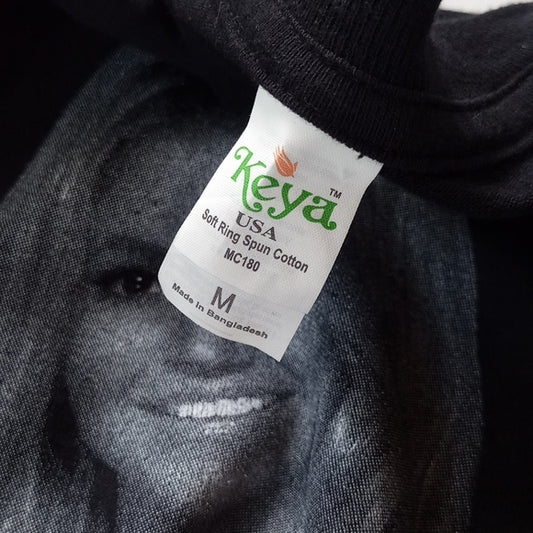 Keya™
USA
Soft Ring Spun Cotton
MC180
M
Made in Bangladesh